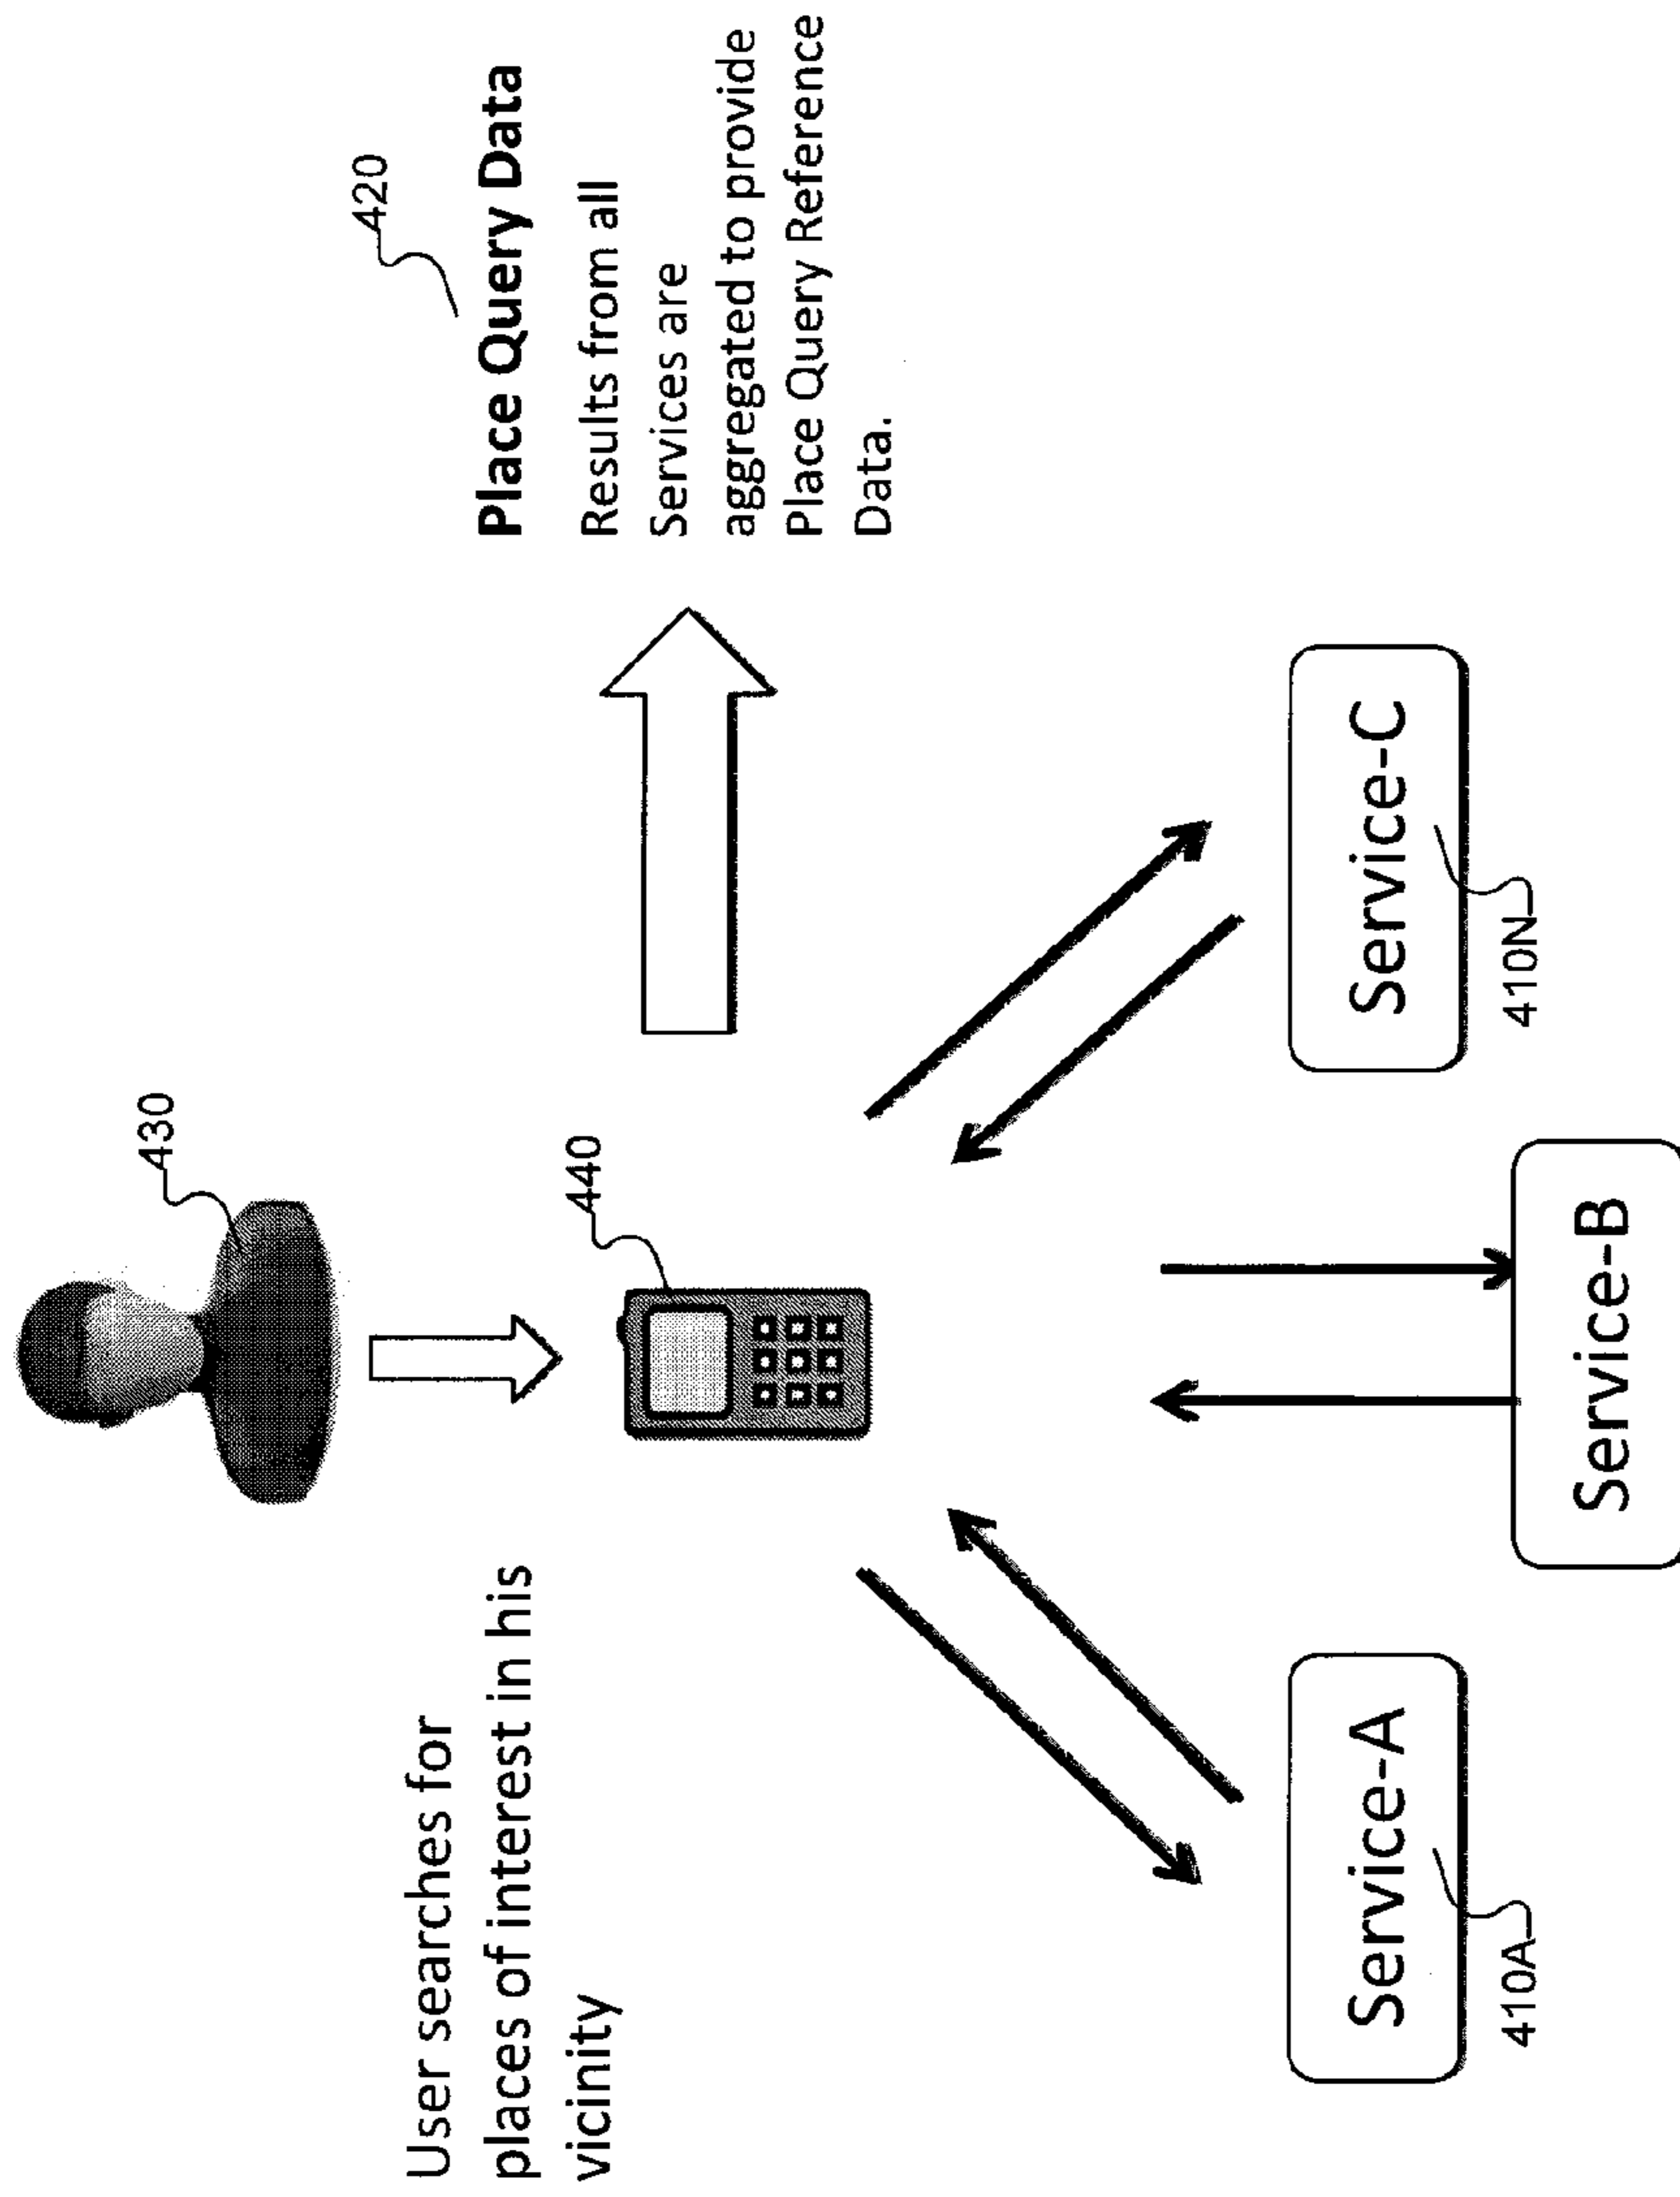 430
User searches for
places of interest in his
vicinity
440
420
Place Query Data
Results from all
Services are
aggregated to provide
Place Query Reference
Data.
Service-A
410A
Service-B
Service-C
410N